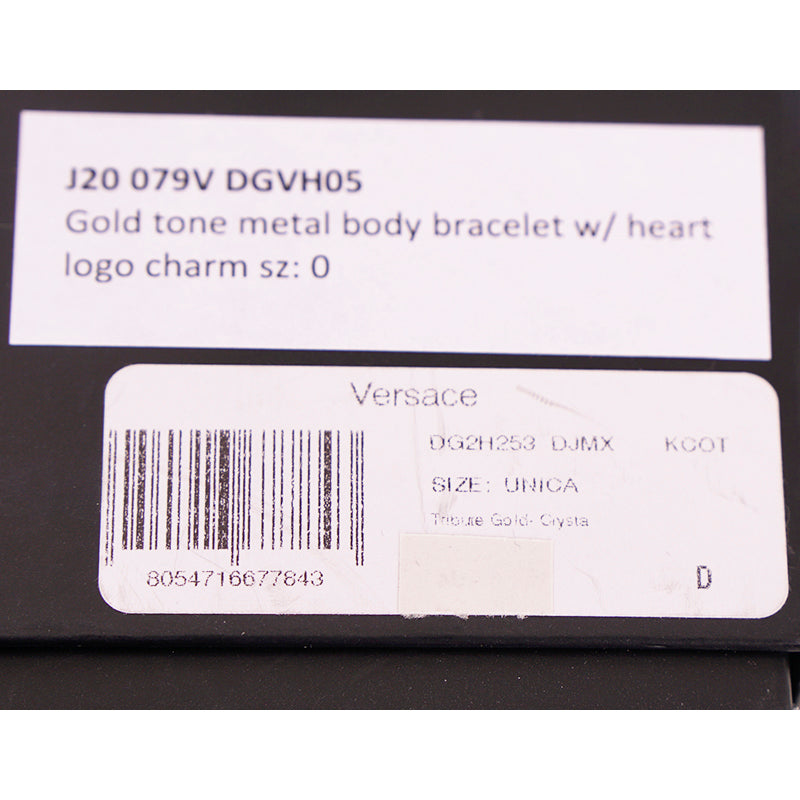 J20 079V DGVH05
Gold tone metal body bracelet w/ heart
logo charm sz: 0
Versace
DG2H253 DJMX KCOT
SIZE: UNICA
Tribute Gold- Crysta
8054716677843
D